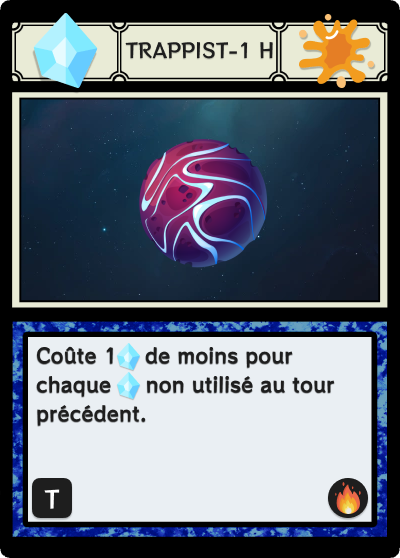 TRAPPIST-1 H
Coûte 1 de moins pour
chaque non utilisé au tour
précédent.
T